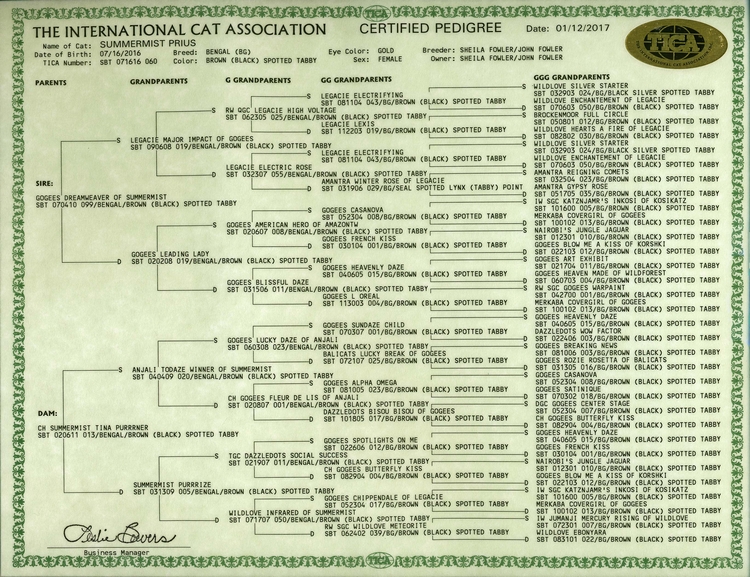 TICA
THE INTERNATIONAL CAT ASSOCIATION CERTIFIED PEDIGREE Date: 01/12/2017
Name of Cat: SUMMERMIST PRIUS
Date of Birth: 07/16/2016 Breed: BENGAL (BG) Eye Color: GOLD Breeder: SHEILA FOWLER/JOHN FOWLER
TICA Number: SBT 071616 060 Color: BROWN (BLACK) SPOTTED TABBY Sex: FEMALE Owner: SHEILA FOWLER/JOHN FOWLER
TICA
PARENTS GRANDPARENTS G GRANDPARENTS GG GRANDPARENTS GGG GRANDPARENTS
S WILDLOVE SILVER STARTER
SBT 032903 024/BG/BLACK SILVER SPOTTED TABBY
S LEGACIE ELECTRIFYING
SBT 081104 043/BG/BROWN (BLACK) SPOTTED TABBY
D WILDLOVE ENCHANTEMENT OF LEGACIE
SBT 070603 050/BG/BROWN (BLACK) SPOTTED TABBY
S RW QGC LEGACIE HIGH VOLTAGE
SBT 062305 025/BENGAL/BROWN (BLACK) SPOTTED TABBY
S BROCKENMOOR FULL CIRCLE
SBT 050801 012/BG/BROWN (BLACK) SPOTTED TABBY
D LEGACIE LEXIS
SBT 112203 019/BG/BROWN (BLACK) SPOTTED TABBY
D WILDLOVE HEARTS A FIRE OF LEGACIE
SBT 082802 030/BG/BROWN (BLACK) SPOTTED TABBY
S LEGACIE MAJOR IMPACT OF GOGEES
SBT 090608 019/BENGAL/BROWN (BLACK) SPOTTED TABBY
S WILDLOVE SILVER STARTER
SBT 032903 024/BG/BLACK SILVER SPOTTED TABBY
S LEGACIE ELECTRIFYING
SBT 081104 043/BG/BROWN (BLACK) SPOTTED TABBY
D WILDLOVE ENCHANTEMENT OF LEGACIE
SBT 070603 050/BG/BROWN (BLACK) SPOTTED TABBY
D LEGACIE ELECTRIC ROSE
SBT 032307 055/BENGAL/BROWN (BLACK) SPOTTED TABBY
S AMANTRA REIGNING COMETS
SBT 032504 023/BG/BROWN (BLACK) SPOTTED TABBY
D AMANTRA WINTER ROSE OF LEGACIE
SBT 031906 029/BG/SEAL SPOTTED LYNX (TABBY) POINT
D AMANTRA GYPSY ROSE
SBT 051705 035/BG/BROWN (BLACK) SPOTTED TABBY
SIRE:
GOGEES DREAMWEAVER OF SUMMERMIST
SBT 070410 099/BENGAL/BROWN (BLACK) SPOTTED TABBY
S IW SGC KATZNJAMR'S INKOSI OF KOSIKATZ
SBT 101600 005/BG/BROWN (BLACK) SPOTTED TABBY
S GOGEES CASANOVA
SBT 052304 008/BG/BROWN (BLACK) SPOTTED TABBY
D MERKABA COVERGIRL OF GOGEES
SBT 100102 013/BG/BROWN (BLACK) SPOTTED TABBY
S GOGEES AMERICAN HERO OF AMAZONTW
SBT 020607 008/BENGAL/BROWN (BLACK) SPOTTED TABBY
S NAIROBI'S JUNGLE JAGUAR
SBT 012301 010/BG/BROWN (BLACK) SPOTTED TABBY
D GOGEES FRENCH KISS
SBT 030104 001/BG/BROWN (BLACK) SPOTTED TABBY
D GOGEES BLOW ME A KISS OF KORSHKI
SBT 022103 012/BG/BROWN (BLACK) SPOTTED TABBY
D GOGEES LEADING LADY
SBT 020208 019/BENGAL/BROWN (BLACK) SPOTTED TABBY
S GOGEES ART EXHIBIT
SBT 021704 011/BG/BROWN (BLACK) SPOTTED TABBY
S GOGEES HEAVENLY DAZE
SBT 040605 015/BG/BROWN (BLACK) SPOTTED TABBY
D GOGEES HEAVEN MADE OF WILDFOREST
SBT 060703 004/BG/BROWN (BLACK) SPOTTED TABBY
D GOGEES BLISSFUL DAZE
SBT 031506 011/BENGAL/BROWN (BLACK) SPOTTED TABBY
S RW SGC GOGEES WARPAINT
SBT 042700 001/BG/BROWN (BLACK) SPOTTED TABBY
D GOGEES L OREAL
SBT 113003 004/BG/BROWN (BLACK) SPOTTED TABBY
D MERKABA COVERGIRL OF GOGEES
SBT 100102 013/BG/BROWN (BLACK) SPOTTED TABBY
S GOGEES HEAVENLY DAZE
SBT 040605 015/BG/BROWN (BLACK) SPOTTED TABBY
S GOGEES SUNDAZE CHILD
SBT 070307 001/BG/BROWN (BLACK) SPOTTED TABBY
D DAZZLEDOTS WOW FACTOR
SBT 022406 003/BG/BROWN (BLACK) SPOTTED TABBY
S GOGEES LUCKY DAZE OF ANJALI
SBT 060308 023/BENGAL/BROWN (BLACK) SPOTTED TABBY
S GOGEES BREAKING NEWS
SBT 081006 003/BG/BROWN (BLACK) SPOTTED TABBY
D BALICATS LUCKY BREAK OF GOGEES
SBT 072107 025/BG/BROWN (BLACK) SPOTTED TABBY
D GOGEES ROZIE ROSETTA OF BALICATS
SBT 031305 016/BG/BROWN (BLACK) SPOTTED TABBY
S ANJALI TODAZE WINNER OF SUMMERMIST
SBT 040409 020/BENGAL/BROWN (BLACK) SPOTTED TABBY
S GOGEES CASANOVA
SBT 052304 008/BG/BROWN (BLACK) SPOTTED TABBY
S GOGEES ALPHA OMEGA
SBT 081005 023/BG/BROWN (BLACK) SPOTTED TABBY
D GOGEES SATINIQUE
SBT 070302 018/BG/BROWN (BLACK) SPOTTED TABBY
D CH GOGEES FLEUR DE LIS OF ANJALI
SBT 020807 001/BENGAL/BROWN (BLACK) SPOTTED TABBY
S DGC GOGEES CENTER STAGE
SBT 052304 007/BG/BROWN (BLACK) SPOTTED TABBY
D DAZZLEDOTS BISOU BISOU OF GOGEES
SBT 101805 017/BG/BROWN (BLACK) SPOTTED TABBY
D CH GOGEES BUTTERFLY KISS
SBT 082904 004/BG/BROWN (BLACK) SPOTTED TABBY
DAM:
CH SUMMERMIST TINA PURRRNER
SBT 020611 013/BENGAL/BROWN (BLACK) SPOTTED TABBY
S GOGEES HEAVENLY DAZE
SBT 040605 015/BG/BROWN (BLACK) SPOTTED TABBY
S GOGEES SPOTLIGHTS ON ME
SBT 022606 012/BG/BROWN (BLACK) SPOTTED TABBY
D GOGEES FRENCH KISS
SBT 030104 001/BG/BROWN (BLACK) SPOTTED TABBY
S TGC DAZZLEDOTS SOCIAL SUCCESS
SBT 021907 011/BENGAL/BROWN (BLACK) SPOTTED TABBY
S NAIROBI'S JUNGLE JAGUAR
SBT 012301 010/BG/BROWN (BLACK) SPOTTED TABBY
D CH GOGEES BUTTERFLY KISS
SBT 082904 004/BG/BROWN (BLACK) SPOTTED TABBY
D GOGEES BLOW ME A KISS OF KORSHKI
SBT 022103 012/BG/BROWN (BLACK) SPOTTED TABBY
D SUMMERMIST PURRRIZE
SBT 031309 005/BENGAL/BROWN (BLACK) SPOTTED TABBY
S IW SGC KATZNJAMR'S INKOSI OF KOSIKATZ
SBT 101600 005/BG/BROWN (BLACK) SPOTTED TABBY
S GOGEES CHIPPENDALE OF LEGACIE
SBT 052304 017/BG/BROWN (BLACK) SPOTTED TABBY
D MERKABA COVERGIRL OF GOGEES
SBT 100102 013/BG/BROWN (BLACK) SPOTTED TABBY
D WILDLOVE INFRARED OF SUMMERMIST
SBT 071707 050/BENGAL/BROWN (BLACK) SPOTTED TABBY
S IW JUMANJI MERCURY RISING OF WILDLOVE
SBT 072301 007/BG/BROWN (BLACK) SPOTTED TABBY
D RW SGC WILDLOVE METEORITE
SBT 062402 039/BG/BROWN (BLACK) SPOTTED TABBY
D WILDLOVE EBONYARA
SBT 083101 022/BG/BROWN (BLACK) SPOTTED TABBY
Leslie Bowers
Business Manager
TICA